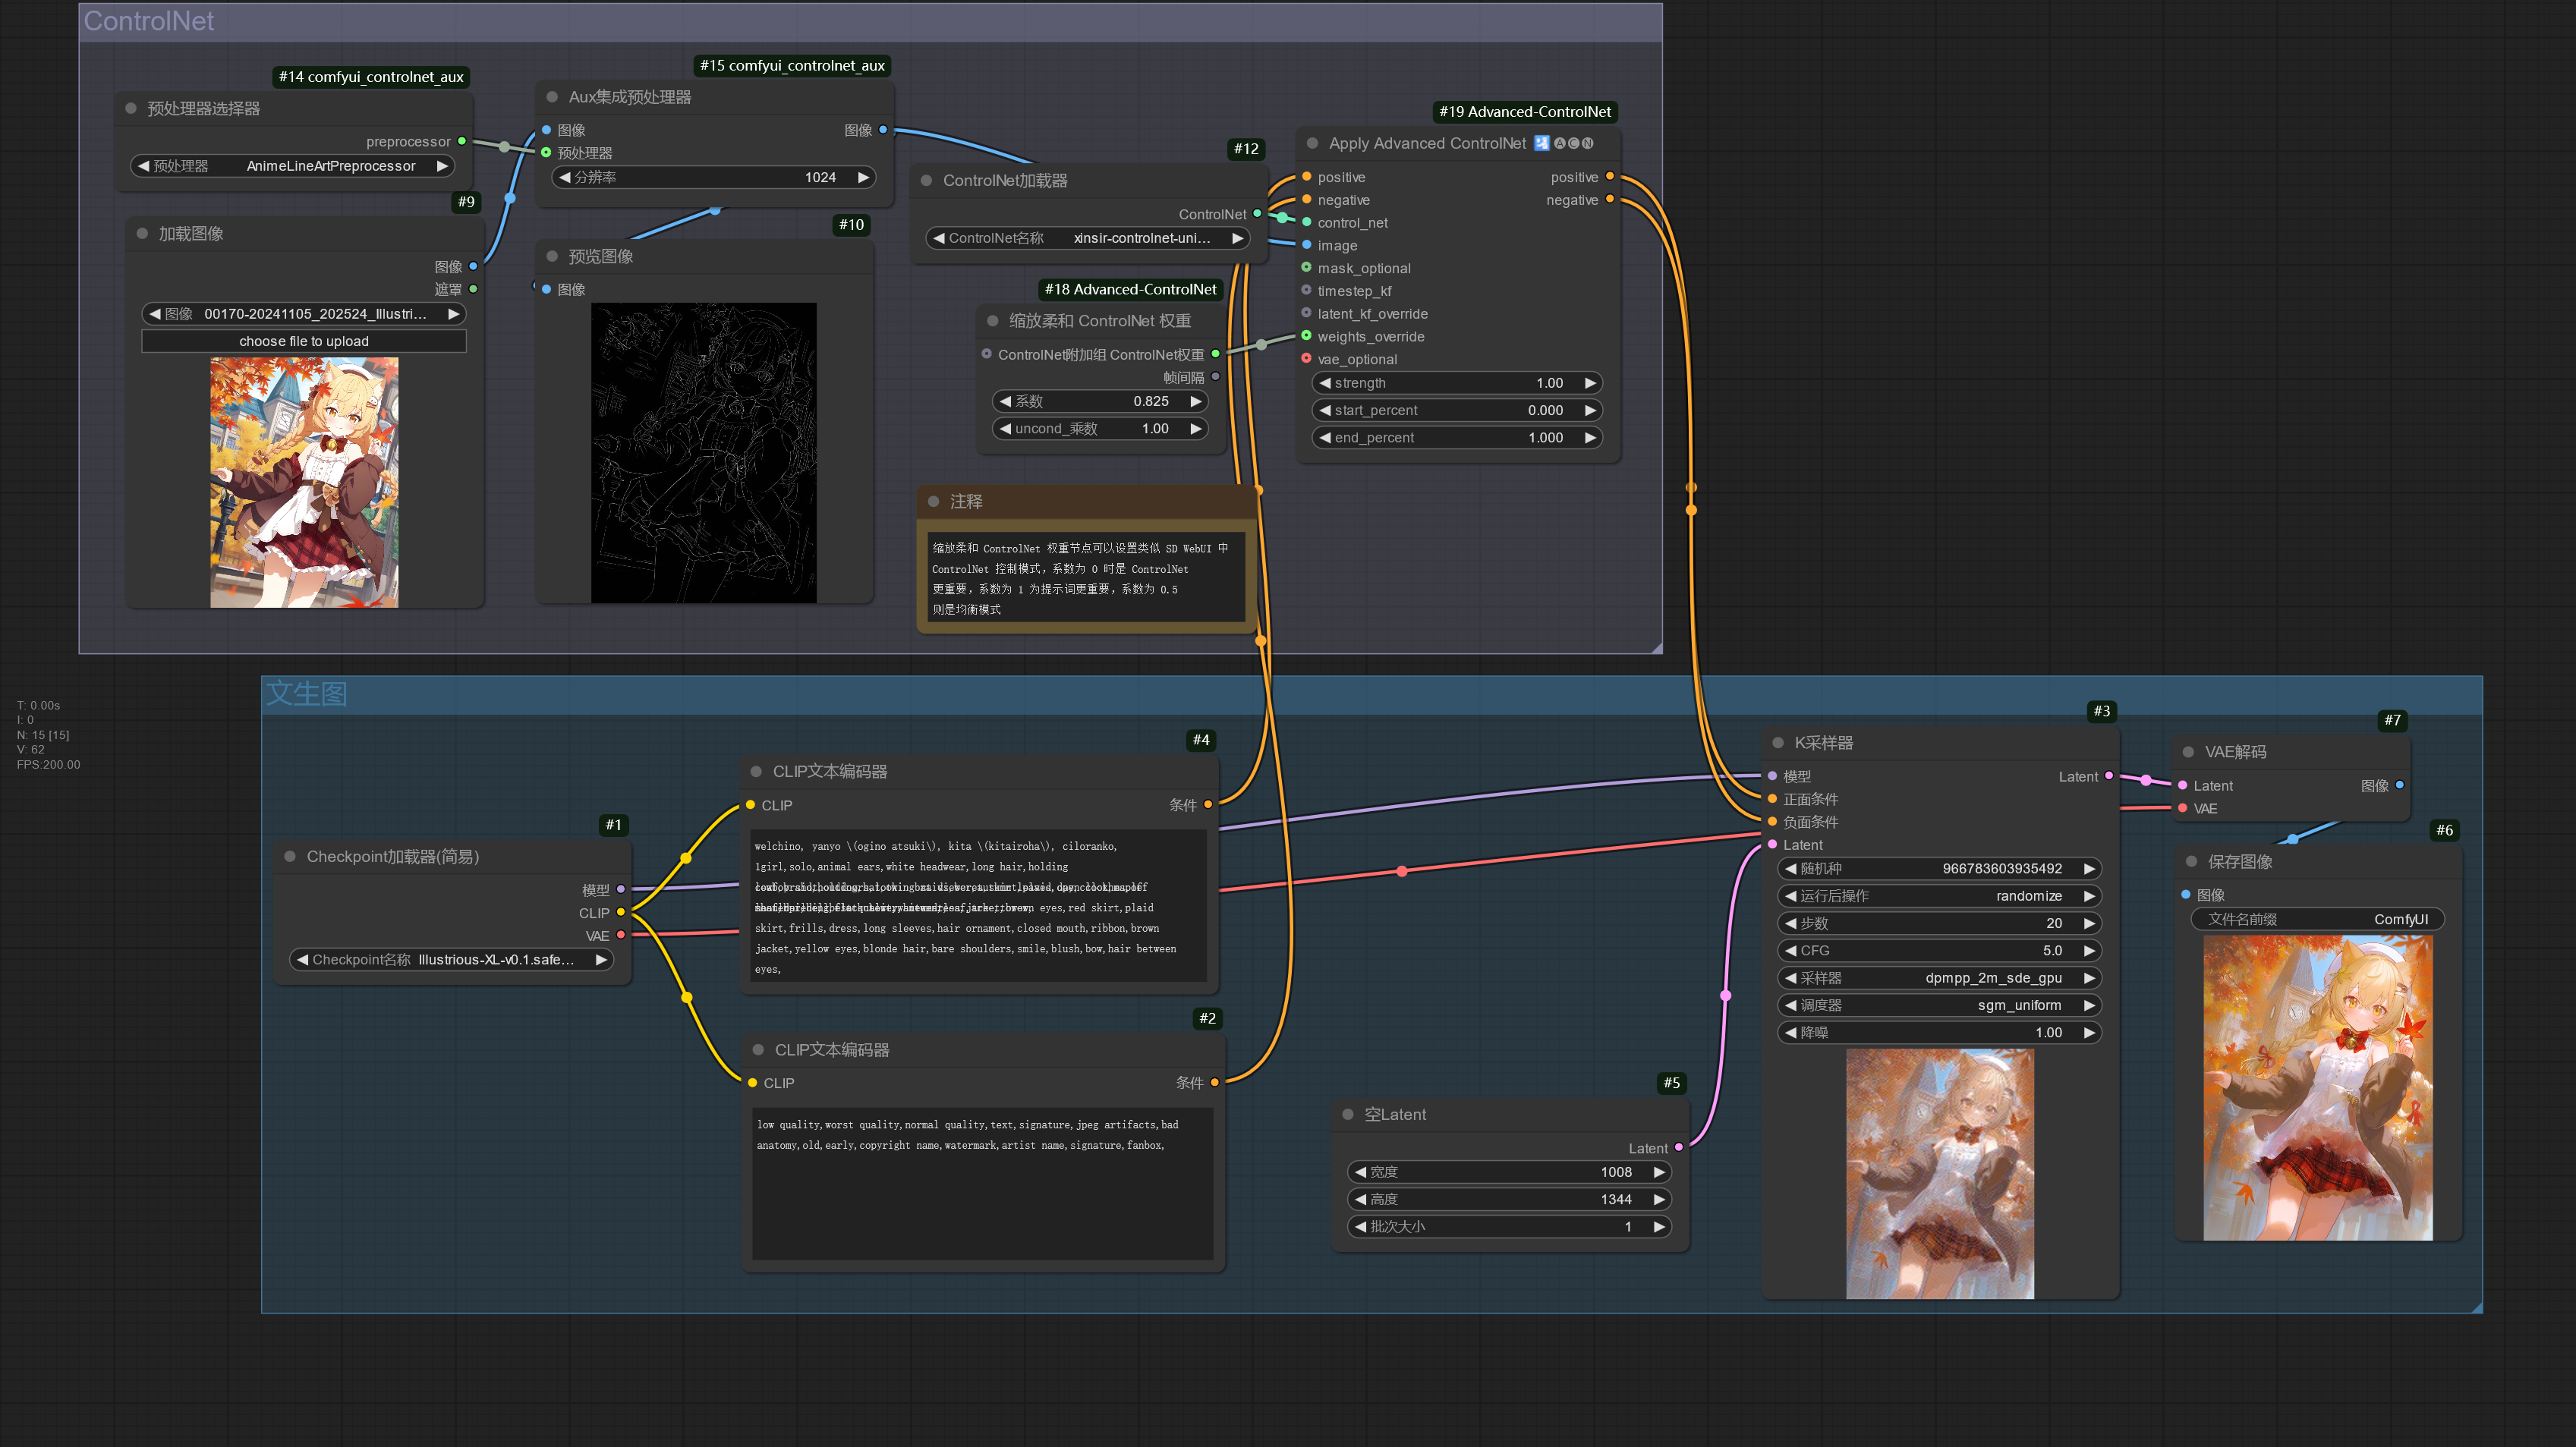 ControlNet
#14 comfyui_controlnet_aux
预处理器选择器
preprocessor
预处理器 AnimeLineArtPreprocessor
#15 comfyui_controlnet_aux
Aux集成预处理器
图像 图像
预处理器
分辨率 1024
#9
加载图像
图像
遮罩
图像 00170-20241105_202524_Illustri...
choose file to upload
#10
预览图像
图像
#12
ControlNet加载器
ControlNet
ControlNet名称 xinsir-controlnet-uni...
#18 Advanced-ControlNet
缩放柔和 ControlNet 权重
ControlNet附加组 ControlNet权重
帧间隔
系数 0.825
uncond_乘数 1.00
#19 Advanced-ControlNet
Apply Advanced ControlNet 🛂🅐🅒🅝
positive positive
negative negative
control_net
image
mask_optional
timestep_kf
latent_kf_override
weights_override
vae_optional
strength 1.00
start_percent 0.000
end_percent 1.000
注释
缩放柔和 ControlNet 权重节点可以设置类似 SD WebUI 中
ControlNet 控制模式，系数为 0 时是 ControlNet
更重要，系数为 1 为提示词更重要，系数为 0.5
则是均衡模式
T: 0.00s
I: 0
N: 15 [15]
V: 62
FPS:200.00
文生图
#1
Checkpoint加载器(简易)
模型
CLIP
VAE
Checkpoint名称 Illustrious-XL-v0.1.safe...
#4
CLIP文本编码器
CLIP 条件
welchino, yanyo \(ogino atsuki\), kita \(kitairoha\), ciloranko,
1girl,solo,animal ears,white headwear,long hair,holding
eyes,red skirt,plaid
skirt,frills,dress,long sleeves,hair ornament,closed mouth,ribbon,brown
jacket,yellow eyes,blonde hair,bare shoulders,smile,blush,bow,hair between
eyes,
#2
CLIP文本编码器
CLIP 条件
low quality,worst quality,normal quality,text,signature,jpeg artifacts,bad
anatomy,old,early,copyright name,watermark,artist name,signature,fanbox,
#5
空Latent
Latent
宽度 1008
高度 1344
批次大小 1
#3
K采样器
模型 Latent
正面条件
负面条件
Latent
随机种 966783603935492
运行后操作 randomize
步数 20
CFG 5.0
采样器 dpmpp_2m_sde_gpu
调度器 sgm_uniform
降噪 1.00
#7
VAE解码
Latent 图像
VAE
#6
保存图像
图像
文件名前缀 ComfyUI